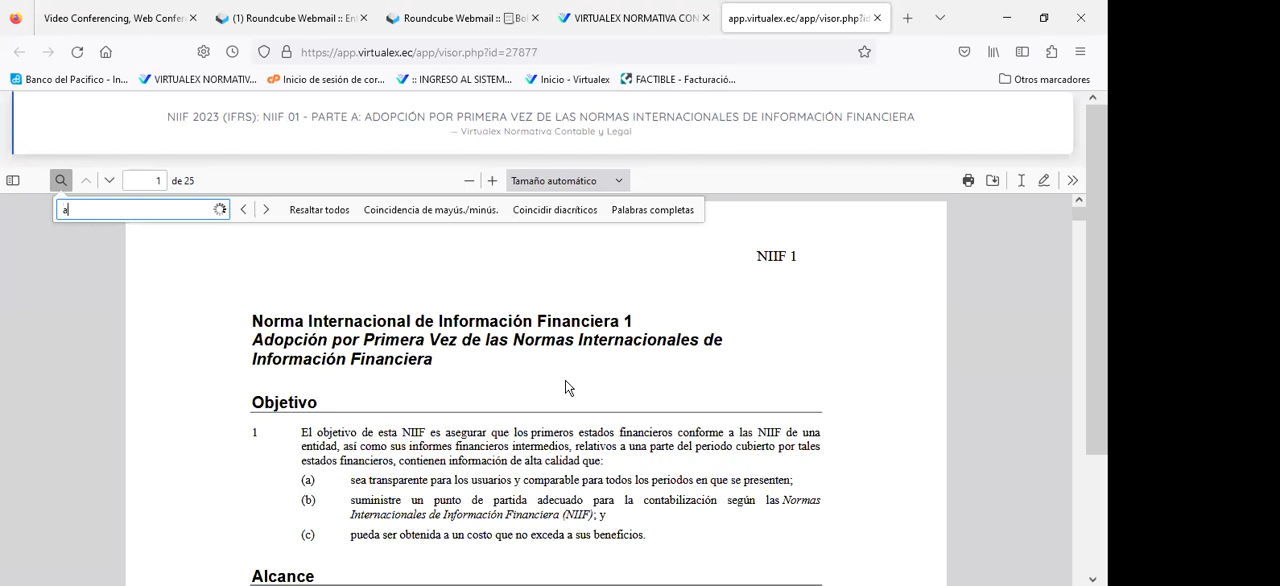 Video Conferencing, Web Confer
(1) Roundcube Webmail :: En
Roundcube Webmail :: Bol
VIRTUALEX NORMATIVA CON
app.virtualex.ec/app/visor.php?i
https://app.virtualex.ec/app/visor.php?id=27877
Banco del Pacifico - In...
VIRTUALEX NORMATIV...
Inicio de sesión de cor...
:: INGRESO AL SISTEM...
Inicio - Virtualex
FACTIBLE - Facturació...
Otros marcadores
NIIF 2023 (IFRS): NIIF 01 - PARTE A: ADOPCIÓN POR PRIMERA VEZ DE LAS NORMAS INTERNACIONALES DE INFORMACIÓN FINANCIERA
— Virtualex Normativa Contable y Legal
1 de 25
Tamaño automático
a
Resaltar todos
Coincidencia de mayús./minús.
Coincidir diacríticos
Palabras completas
NIIF 1
Norma Internacional de Información Financiera 1
Adopción por Primera Vez de las Normas Internacionales de
Información Financiera
Objetivo
1 El objetivo de esta NIIF es asegurar que los primeros estados financieros conforme a las NIIF de una
entidad, así como sus informes financieros intermedios, relativos a una parte del periodo cubierto por tales
estados financieros, contienen información de alta calidad que:
(a) sea transparente para los usuarios y comparable para todos los periodos en que se presenten;
(b) suministre un punto de partida adecuado para la contabilización según las Normas
Internacionales de Información Financiera (NIIF); y
(c) pueda ser obtenida a un costo que no exceda a sus beneficios.
Alcance